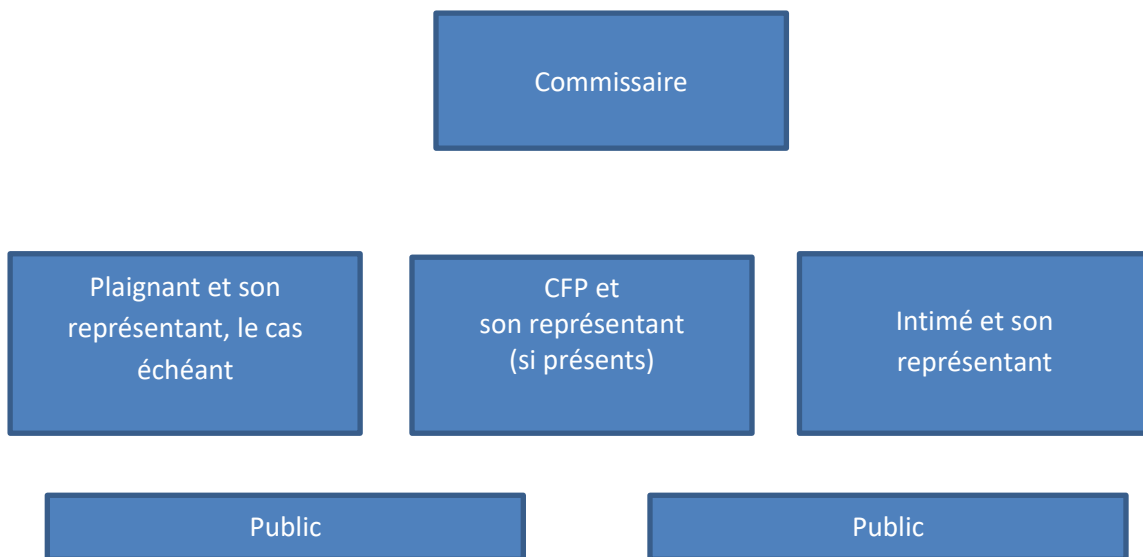 Commissaire
Plaignant et son
représentant, le cas
échéant
CFP et
son représentant
(si présents)
Intimé et son
représentant
Public
Public